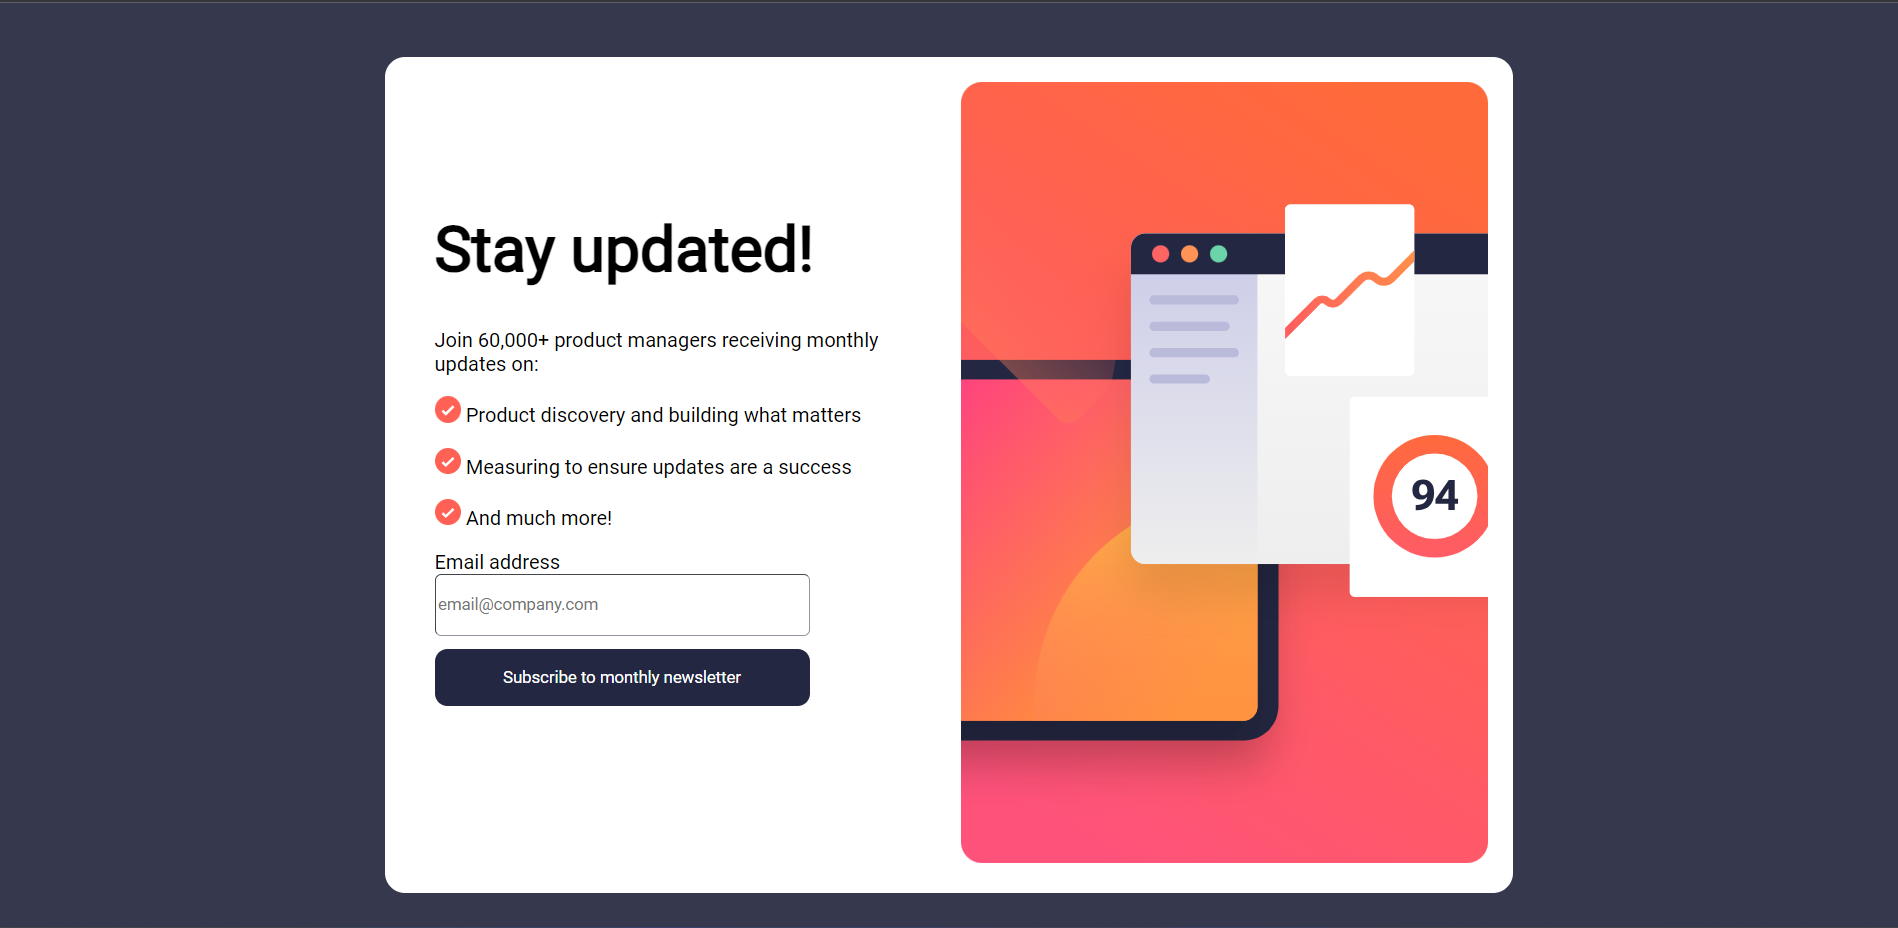 Stay updated!
Join 60,000+ product managers receiving monthly
updates on:
Product discovery and building what matters
Measuring to ensure updates are a success
And much more!
Email address
email@company.com
Subscribe to monthly newsletter
94